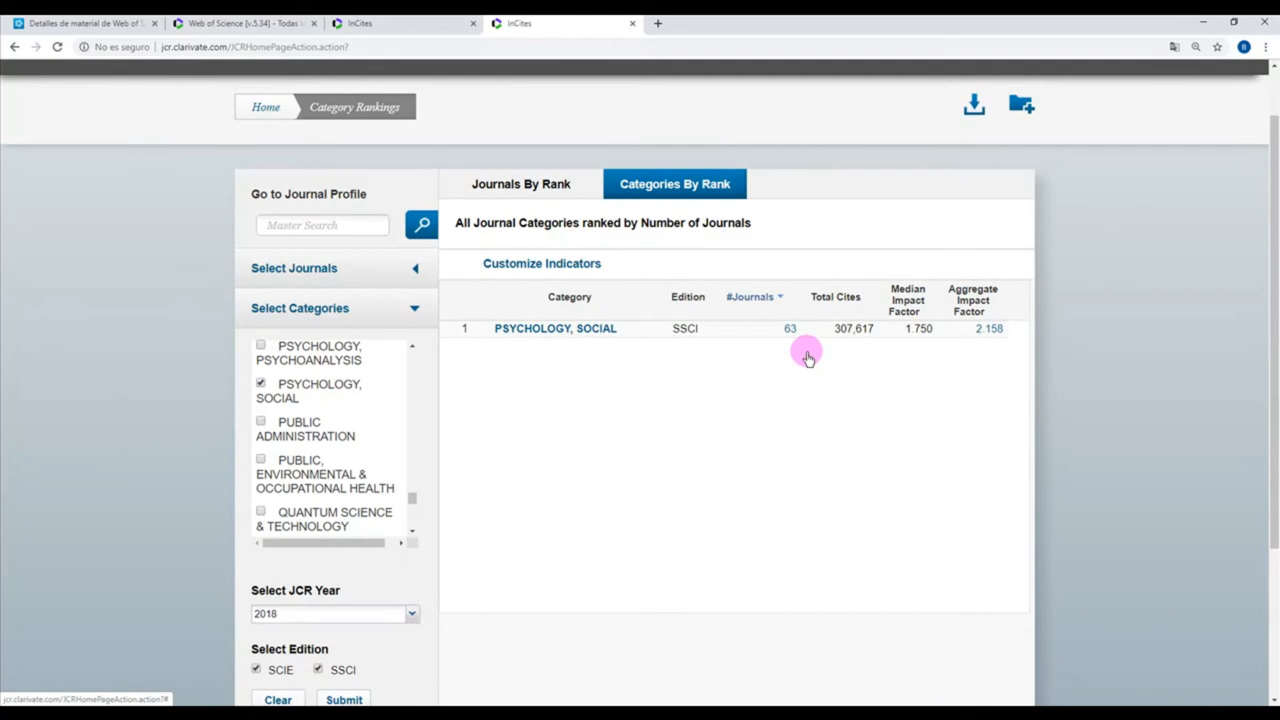 Detalles de material de Web of S
Web of Science [v.5.34] - Todas l
InCites
InCites
No es seguro
jcr.clarivate.com/JCRHomePageAction.action?
B
Home
Category Rankings
Go to Journal Profile
Master Search
Select Journals
Select Categories
PSYCHOLOGY,
PSYCHOANALYSIS
PSYCHOLOGY,
SOCIAL
PUBLIC
ADMINISTRATION
PUBLIC,
ENVIRONMENTAL &
OCCUPATIONAL HEALTH
QUANTUM SCIENCE
& TECHNOLOGY
Select JCR Year
2018
Select Edition
SCIE SSCI
Clear Submit
Journals By Rank
Categories By Rank
All Journal Categories ranked by Number of Journals
Customize Indicators
Category Edition #Journals Total Cites Median Impact Factor Aggregate Impact Factor
1 PSYCHOLOGY, SOCIAL SSCI 63 307,617 1.750 2.158
jcr.clarivate.com/JCRHomePageAction.action?#